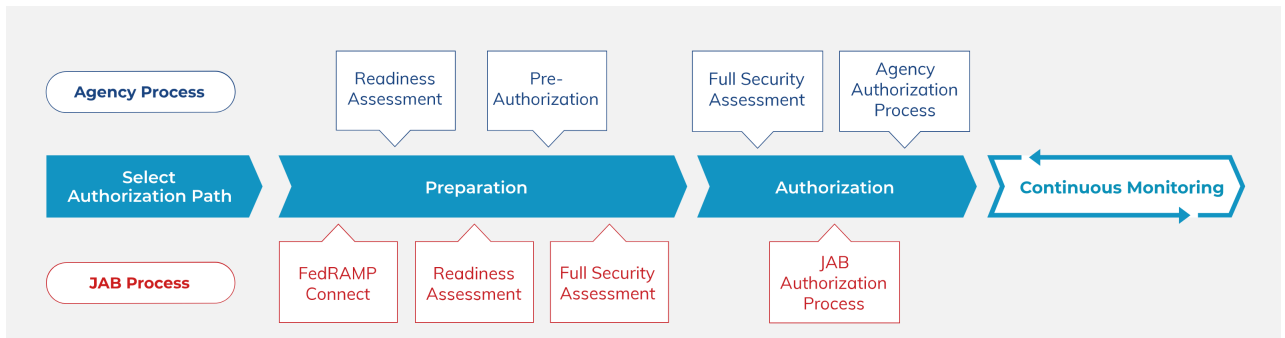 Agency Process
Readiness
Assessment
Pre-
Authorization
Full Security
Assessment
Agency
Authorization
Process
Select
Authorization Path
Preparation
Authorization
Continuous Monitoring
JAB Process
FedRAMP
Connect
Readiness
Assessment
Full Security
Assessment
JAB
Authorization
Process